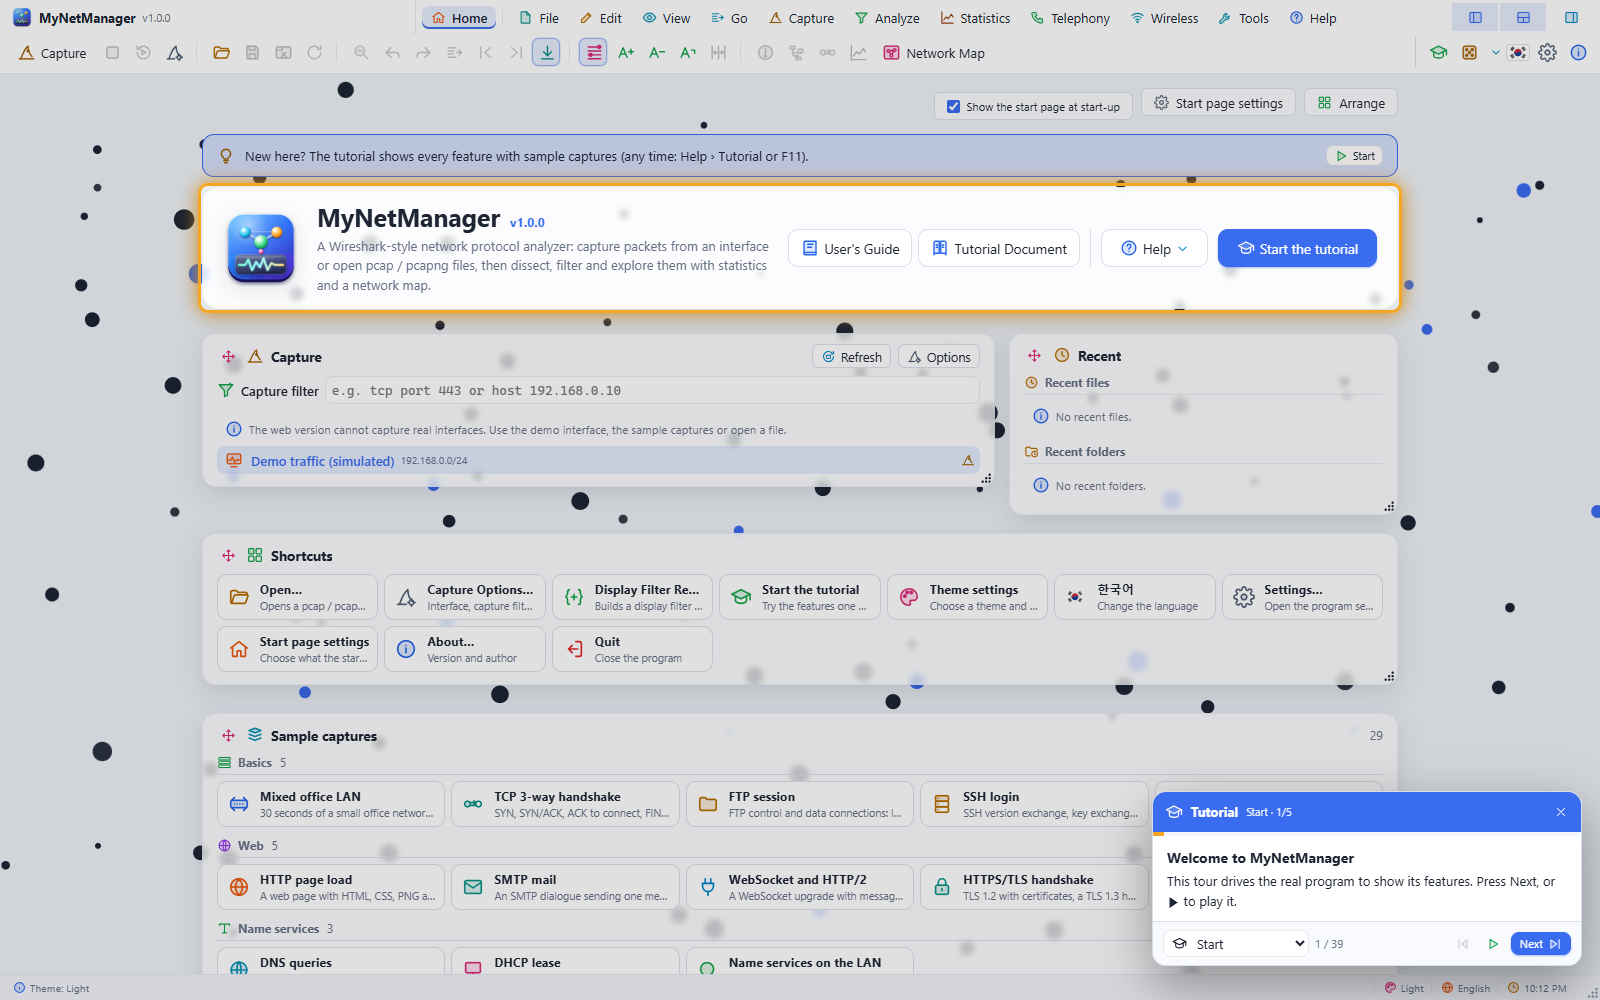 MyNetManager v1.0.0
Home File Edit View Go Capture Analyze Statistics Telephony Wireless Tools Help
Capture A+ A- Network Map
Show the start page at start-up Start page settings Arrange
New here? The tutorial shows every feature with sample captures (any time: Help › Tutorial or F11). Start
MyNetManager v1.0.0
A Wireshark-style network protocol analyzer: capture packets from an interface
or open pcap / pcapng files, then dissect, filter and explore them with statistics
and a network map.
User's Guide Tutorial Document Help Start the tutorial
Capture Refresh Options
Capture filter e.g. tcp port 443 or host 192.168.0.10
The web version cannot capture real interfaces. Use the demo interface, the sample captures or open a file.
Demo traffic (simulated) 192.168.0.0/24
Recent
Recent files
No recent files.
Recent folders
No recent folders.
Shortcuts
Open... Capture Options... Display Filter Re... Start the tutorial Theme settings 한국어 Settings...
Opens a pcap / pcap... Interface, capture filt... Builds a display filter ... Try the features one ... Choose a theme and ... Change the language Open the program se...
Start page settings About... Quit
Choose what the star... Version and author Close the program
Sample captures 29
Basics 5
Mixed office LAN TCP 3-way handshake FTP session SSH login
30 seconds of a small office networ... SYN, SYN/ACK, ACK to connect, FIN... FTP control and data connections: l... SSH version exchange, key exchang...
Web 5
HTTP page load SMTP mail WebSocket and HTTP/2 HTTPS/TLS handshake
A web page with HTML, CSS, PNG a... An SMTP dialogue sending one me... A WebSocket upgrade with messag... TLS 1.2 with certificates, a TLS 1.3 h...
Name services 3
DNS queries DHCP lease Name services on the LAN
Tutorial Start · 1/5
Welcome to MyNetManager
This tour drives the real program to show its features. Press Next, or
▶ to play it.
Start 1 / 39 Next
Theme: Light Light English 10:12 PM